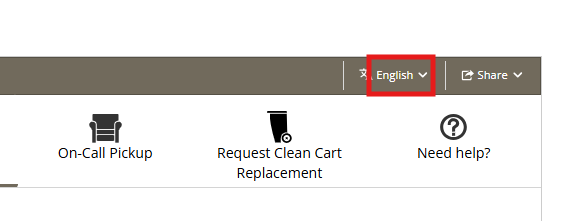 English
Share
On-Call Pickup
Request Clean Cart
Replacement
Need help?